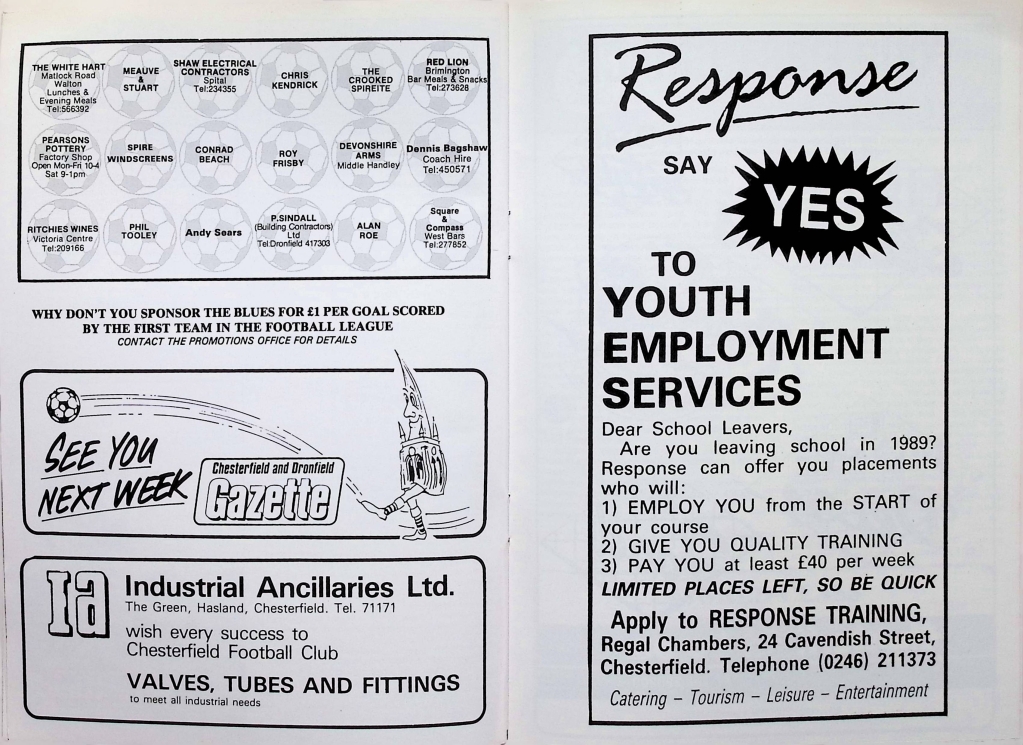 THE WHITE HART
Matlock Road
Walton
Lunches &
Evening Meals
Tel:566392
MEAUVE
&
STUART
SHAW ELECTRICAL
CONTRACTORS
Spital
Tel:234355
CHRIS
KENDRICK
THE
CROOKED
SPIREITE
RED LION
Brimington
Bar Meals & Snacks
Tel:273628
PEARSONS
POTTERY
Factory Shop
Open Mon-Fri 10-4
Sat 9-1pm
SPIRE
WINDSCREENS
CONRAD
BEACH
ROY
FRISBY
DEVONSHIRE
ARMS
Middle Handley
Dennis Bagshaw
Coach Hire
Tel:450571
RITCHIES WINES
Victoria Centre
Tel:209166
PHIL
TOOLEY
Andy Sears
P.SINDALL
(Building Contractors)
Ltd
Tel:Dronfield 417303
ALAN
ROE
Square
&
Compass
West Bars
Tel:277852
WHY DON'T YOU SPONSOR THE BLUES FOR £1 PER GOAL SCORED
BY THE FIRST TEAM IN THE FOOTBALL LEAGUE
CONTACT THE PROMOTIONS OFFICE FOR DETAILS
SEE YOU
NEXT WEEK
Chesterfield and Dronfield
Gazette
Ia
Industrial Ancillaries Ltd.
The Green, Hasland, Chesterfield. Tel. 71171
wish every success to
Chesterfield Football Club
VALVES, TUBES AND FITTINGS
to meet all industrial needs
Response
SAY
YES
TO
YOUTH
EMPLOYMENT
SERVICES
Dear School Leavers,
Are you leaving school in 1989?
Response can offer you placements
who will:
1) EMPLOY YOU from the START of
your course
2) GIVE YOU QUALITY TRAINING
3) PAY YOU at least £40 per week
LIMITED PLACES LEFT, SO BE QUICK
Apply to RESPONSE TRAINING,
Regal Chambers, 24 Cavendish Street,
Chesterfield. Telephone (0246) 211373
Catering – Tourism – Leisure – Entertainment